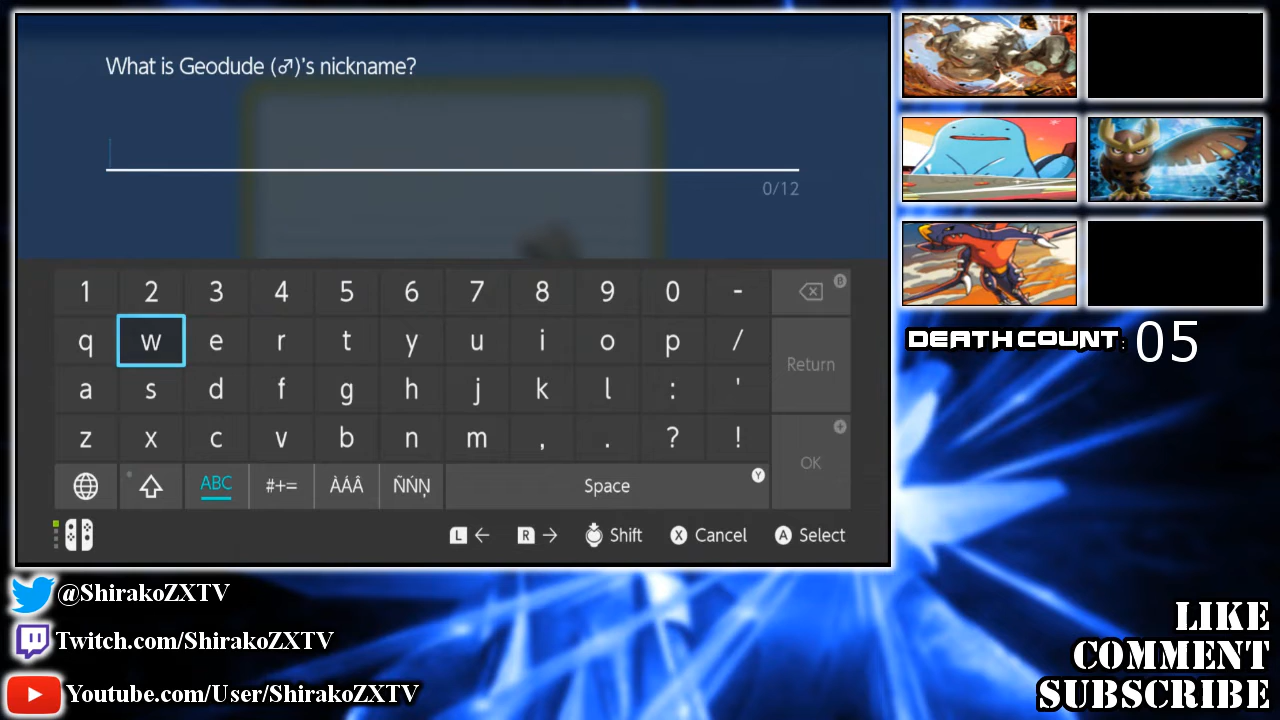 What is Geodude (♂)'s nickname?
0/12
1 2 3 4 5 6 7 8 9 0 -
q w e r t y u i o p /
Return
a s d f g h j k l : '
z x c v b n m , . ? !
OK
ABC #+= ÀÁÂ ÑŃŅ Space
L ← R → Shift X Cancel A Select
B
+
Y
DEATH COUNT: 05
@ShirakoZXTV
Twitch.com/ShirakoZXTV
Youtube.com/User/ShirakoZXTV
LIKE
COMMENT
SUBSCRIBE